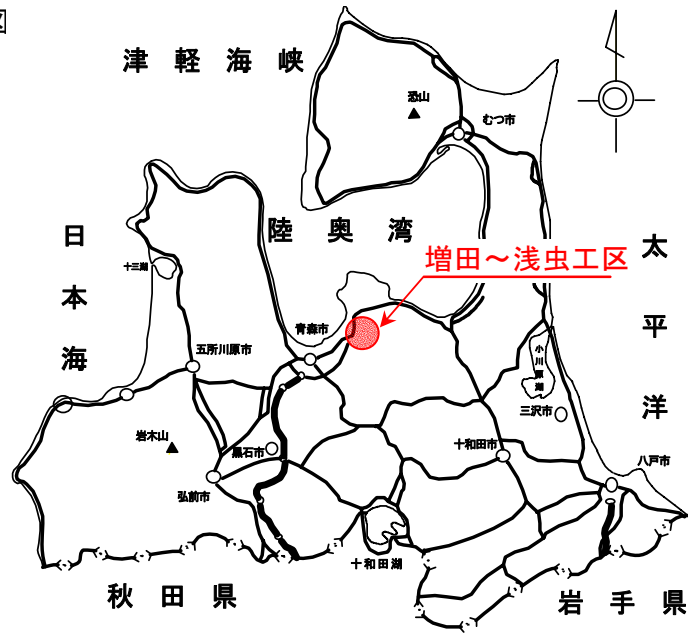 区
津軽海峡
恐山
むつ市
陸奥湾
日本海
太平洋
増田～浅虫工区
十三湖
青森市
五所川原市
小川原湖
三沢市
岩木山
黒石市
十和田市
八戸市
弘前市
十和田湖
秋田県
岩手県